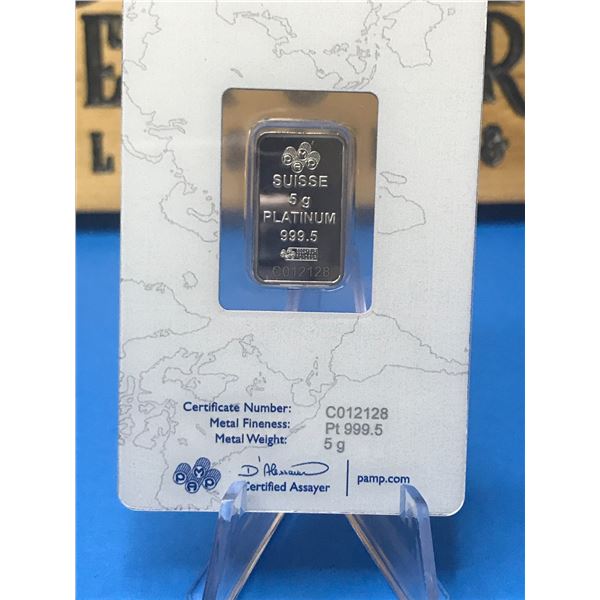 E R
L &
PAMP
SUISSE
5 g
PLATINUM
999.5
C012128
Certificate Number: C012128
Metal Fineness: Pt 999.5
Metal Weight: 5 g
PAMP
Certified Assayer
pamp.com